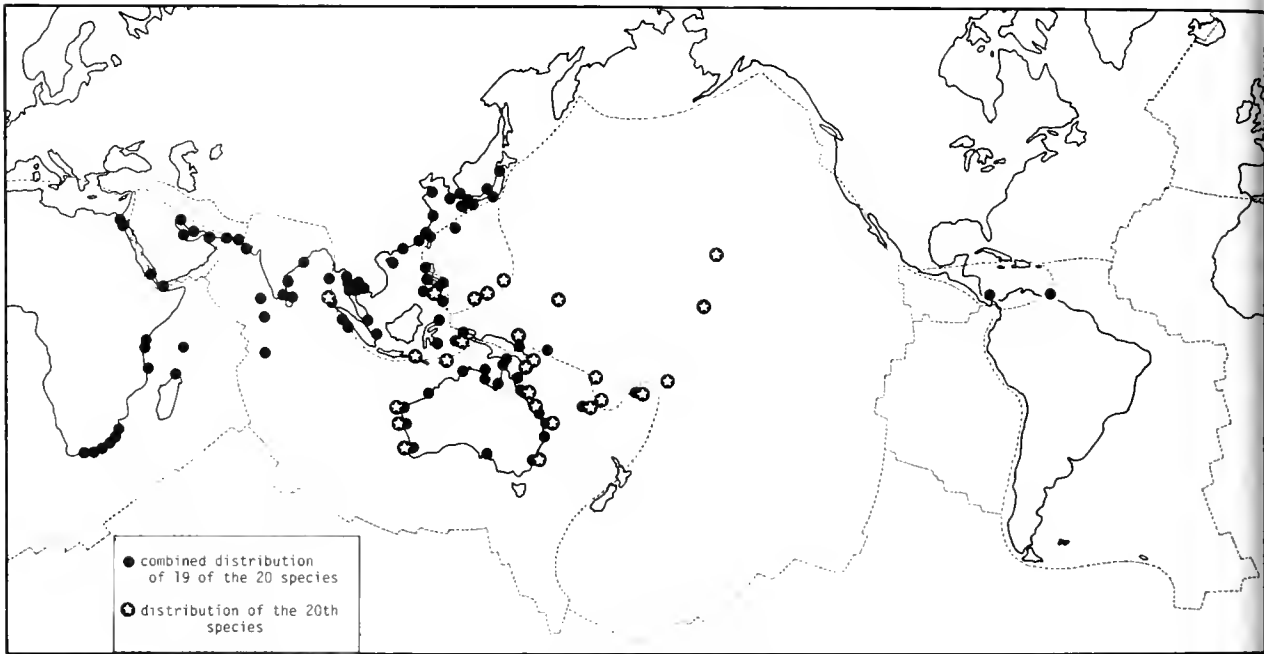 ● combined distribution
of 19 of the 20 species
✪ distribution of the 20th
species